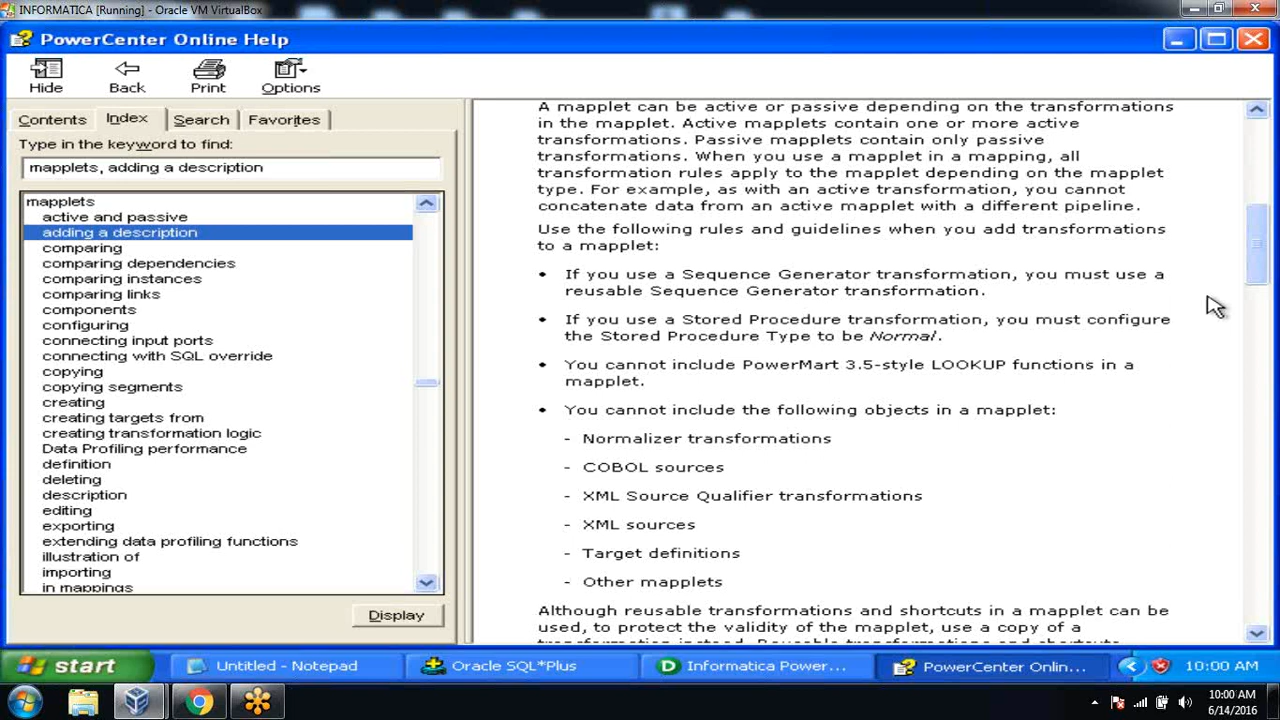 INFORMATICA [Running] - Oracle VM VirtualBox
PowerCenter Online Help
Hide
Back
Print
Options
Contents
Index
Search
Favorites
Type in the keyword to find:
mapplets, adding a description
mapplets
active and passive
adding a description
comparing
comparing dependencies
comparing instances
comparing links
components
configuring
connecting input ports
connecting with SQL override
copying
copying segments
creating
creating targets from
creating transformation logic
Data Profiling performance
definition
deleting
description
editing
exporting
extending data profiling functions
illustration of
importing
in mappings
Display
A mapplet can be active or passive depending on the transformations
in the mapplet. Active mapplets contain one or more active
transformations. Passive mapplets contain only passive
transformations. When you use a mapplet in a mapping, all
transformation rules apply to the mapplet depending on the mapplet
type. For example, as with an active transformation, you cannot
concatenate data from an active mapplet with a different pipeline.
Use the following rules and guidelines when you add transformations
to a mapplet:
• If you use a Sequence Generator transformation, you must use a
reusable Sequence Generator transformation.
• If you use a Stored Procedure transformation, you must configure
the Stored Procedure Type to be Normal.
• You cannot include PowerMart 3.5-style LOOKUP functions in a
mapplet.
• You cannot include the following objects in a mapplet:
- Normalizer transformations
- COBOL sources
- XML Source Qualifier transformations
- XML sources
- Target definitions
- Other mapplets
Although reusable transformations and shortcuts in a mapplet can be
used, to protect the validity of the mapplet, use a copy of a
transformation instead. Reusable transformations and shortcuts
start
Untitled - Notepad
Oracle SQL*Plus
Informatica Power...
PowerCenter Onlin...
10:00 AM
10:00 AM
6/14/2016